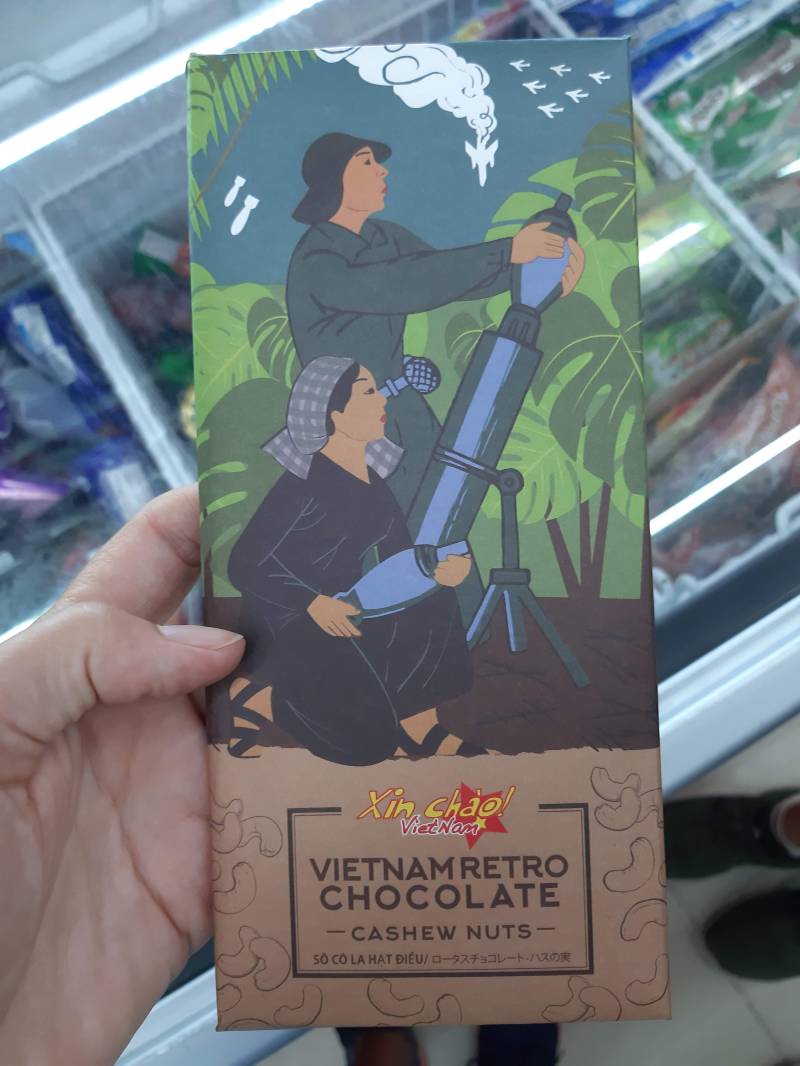 Xin chào!
VietNam
VIETNAM RETRO
CHOCOLATE
CASHEW NUTS
SÔ CÔ LA HẠT ĐIỀU/ ロータスチョコレート・ハスの実